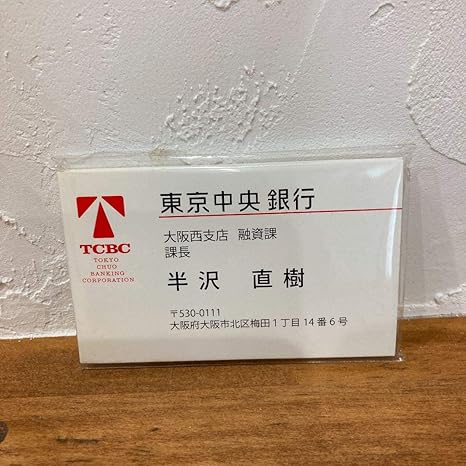 東京中央銀行
大阪西支店 融資課
課長
半沢 直樹
〒530-0111
大阪府大阪市北区梅田1丁目14番6号
TCBC
TOKYO
CHUO
BANKING
CORPORATION